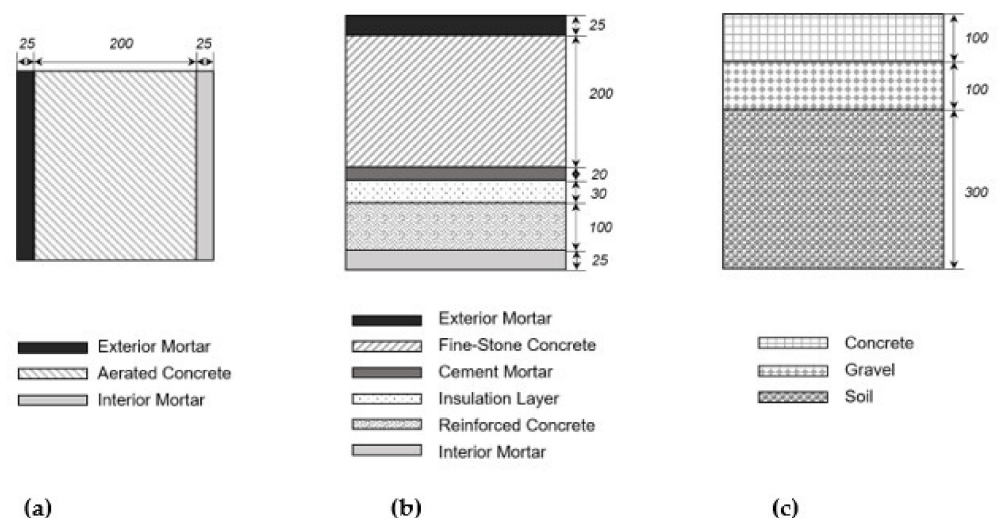 25 200 25
Exterior Mortar
Aerated Concrete
Interior Mortar
(a)
25
200
20
30
100
25
Exterior Mortar
Fine-Stone Concrete
Cement Mortar
Insulation Layer
Reinforced Concrete
Interior Mortar
(b)
100
100
300
Concrete
Gravel
Soil
(c)